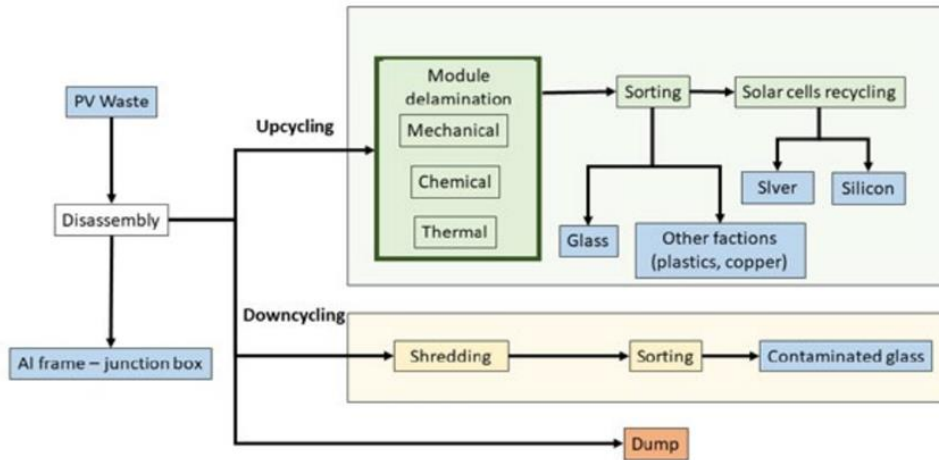 PV Waste
Disassembly
Al frame – junction box
Upcycling
Module
delamination
Mechanical
Chemical
Thermal
Sorting
Solar cells recycling
Slver
Silicon
Glass
Other factions
(plastics, copper)
Downcycling
Shredding
Sorting
Contaminated glass
Dump